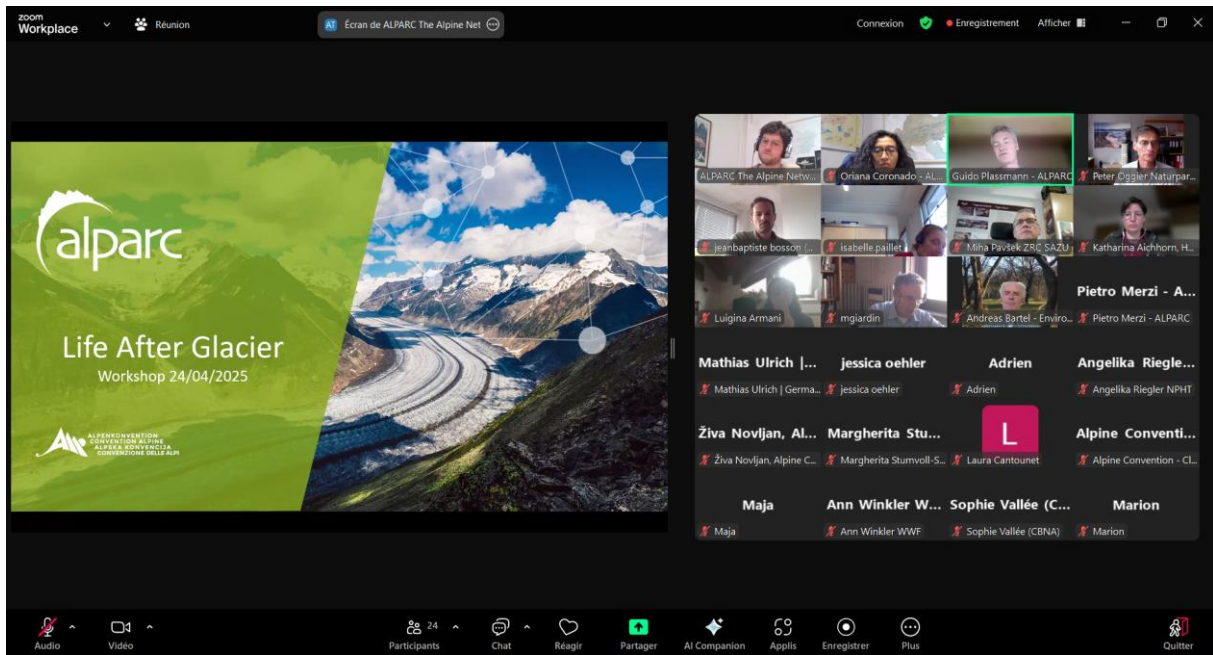 zoom
Workplace
Réunion
AT Écran de ALPARC The Alpine Net
Connexion
Enregistrement
Afficher
alparc
Life After Glacier
Workshop 24/04/2025
ALPENKONVENTION
CONVENTION ALPINE
ALPSKA KONVENCIJA
CONVENZIONE DELLE ALPI
ALPARC The Alpine Netw...
Oriana Coronado - AL...
Guido Plassmann - ALPARC
Peter Oggier Naturpar...
jeanbaptiste bosson (...
isabelle paillet
Miha Pavšek ZRC SAZU
Katharina Aichhorn, H...
Luigina Armani
mgiardin
Andreas Bartel - Enviro...
Pietro Merzi - A...
Pietro Merzi - ALPARC
Mathias Ulrich |...
Mathias Ulrich | Germa...
jessica oehler
jessica oehler
Adrien
Adrien
Angelika Riegle...
Angelika Riegler NPHT
Živa Novljan, Al...
Živa Novljan, Alpine C...
Margherita Stu...
Margherita Stumvoll-S...
L
Laura Cantounet
Alpine Conventi...
Alpine Convention - Cl...
Maja
Maja
Ann Winkler W...
Ann Winkler WWF
Sophie Vallée (C...
Sophie Vallée (CBNA)
Marion
Marion
Audio
Vidéo
24
Participants
Chat
Réagir
Partager
AI Companion
Applis
Enregistrer
Plus
Quitter